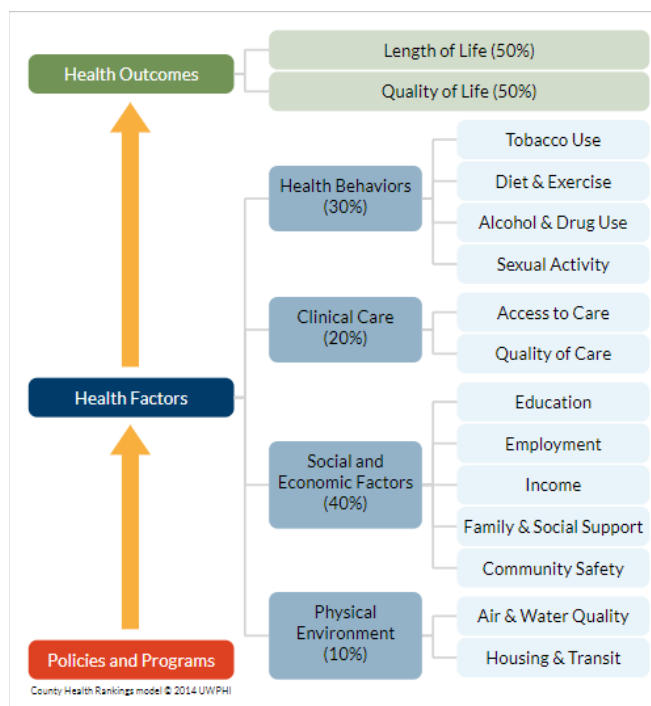 Health Outcomes
Length of Life (50%)
Quality of Life (50%)
Health Behaviors
(30%)
Tobacco Use
Diet & Exercise
Alcohol & Drug Use
Sexual Activity
Clinical Care
(20%)
Access to Care
Quality of Care
Health Factors
Social and
Economic Factors
(40%)
Education
Employment
Income
Family & Social Support
Community Safety
Physical
Environment
(10%)
Air & Water Quality
Housing & Transit
Policies and Programs
County Health Rankings model © 2014 UWPHI